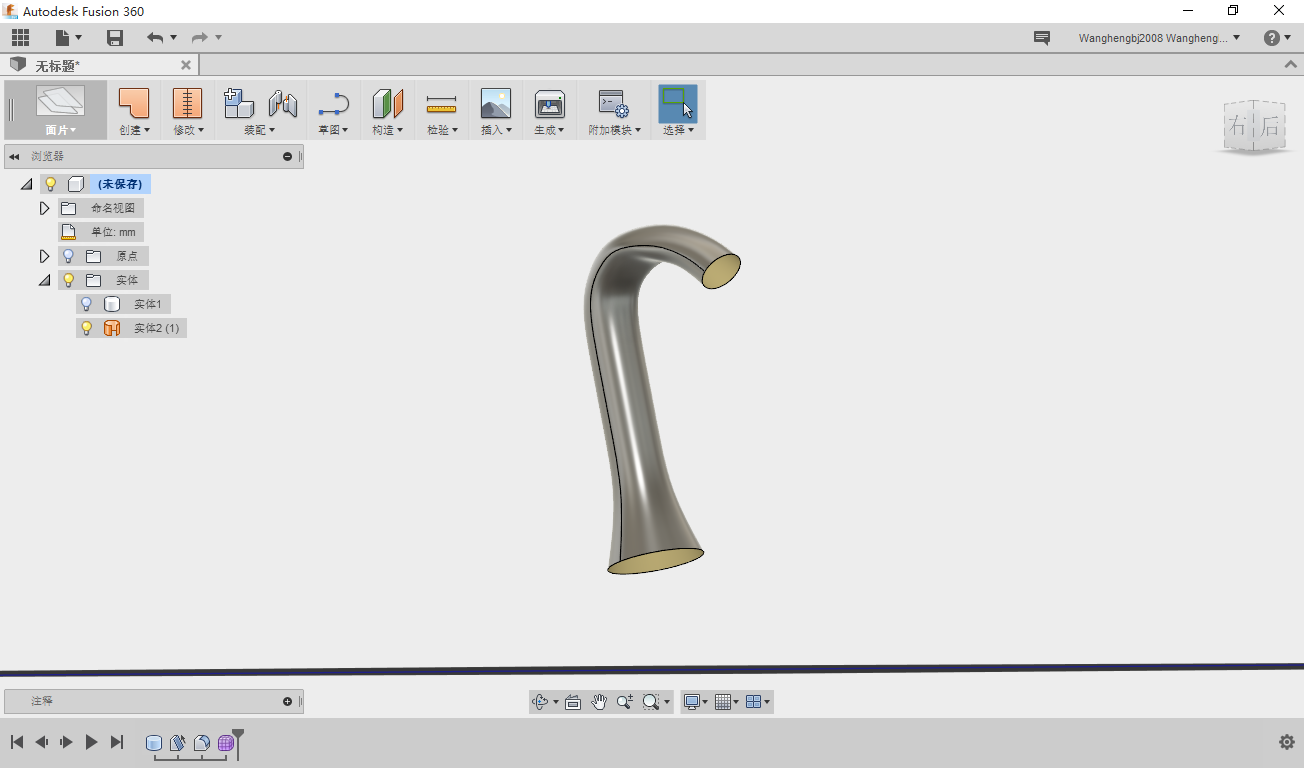 Autodesk Fusion 360
Wanghengbj2008 Wangheng...
无标题*
面片
创建
修改
装配
草图
构造
检验
插入
生成
附加模块
选择
右 后
浏览器
(未保存)
命名视图
单位: mm
原点
实体
实体1
实体2 (1)
注释